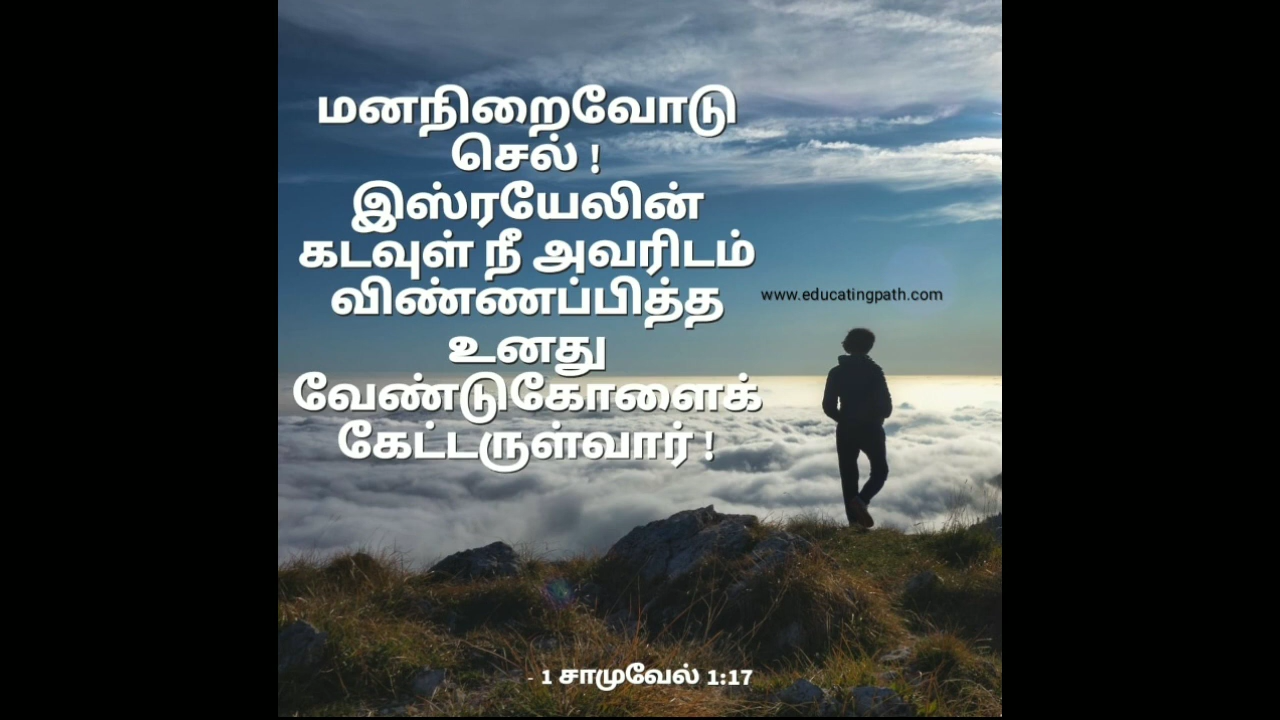 மனநிறைவோடு
செல் !
இஸ்ரயேலின்
கடவுள் நீ அவரிடம்
விண்ணப்பித்த
உனது
வேண்டுகோளைக்
கேட்டருள்வார் !
www.educatingpath.com
- 1 சாமுவேல் 1:17